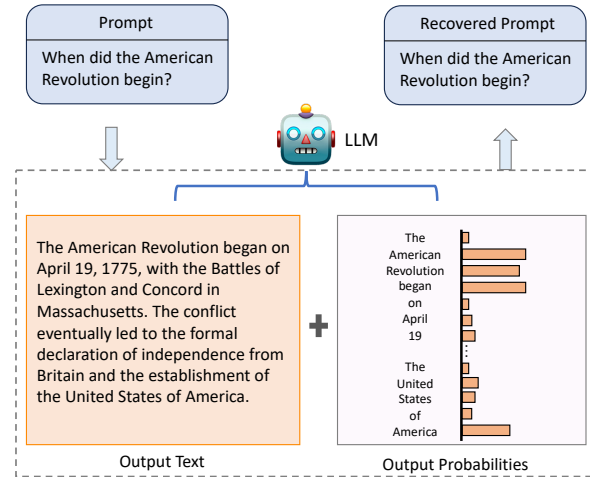 Prompt
When did the American
Revolution begin?
Recovered Prompt
When did the American
Revolution begin?
LLM
The American Revolution began on
April 19, 1775, with the Battles of
Lexington and Concord in
Massachusetts. The conflict
eventually led to the formal
declaration of independence from
Britain and the establishment of
the United States of America.
+
The
American
Revolution
began
on
April
19
...
The
United
States
of
America
Output Text
Output Probabilities